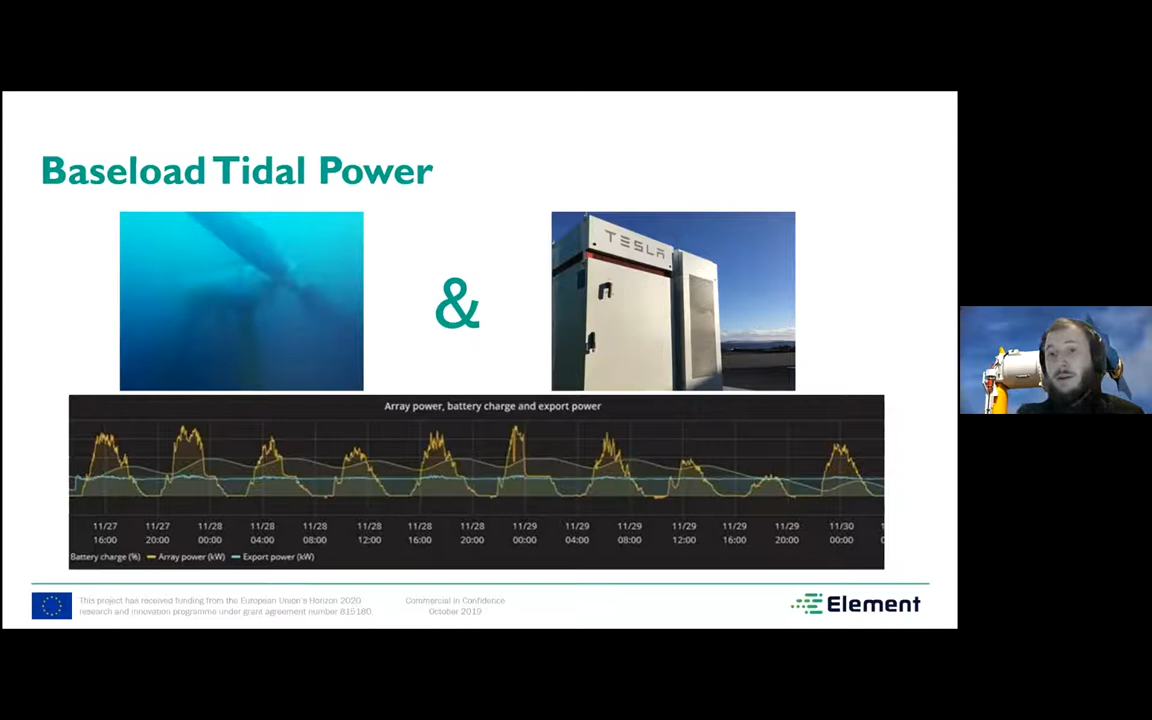 Baseload Tidal Power
&
TESLA
Array power, battery charge and export power
11/27 11/27 11/28 11/28 11/28 11/28 11/28 11/28 11/29 11/29 11/29 11/29 11/29 11/29 11/30
16:00 20:00 00:00 04:00 08:00 12:00 16:00 20:00 00:00 04:00 08:00 12:00 16:00 20:00 00:00
Battery charge (%) Array power (kW) Export power (kW)
This project has received funding from the European Union's Horizon 2020
research and innovation programme under grant agreement number 815180.
Commercial in Confidence
October 2019
Element